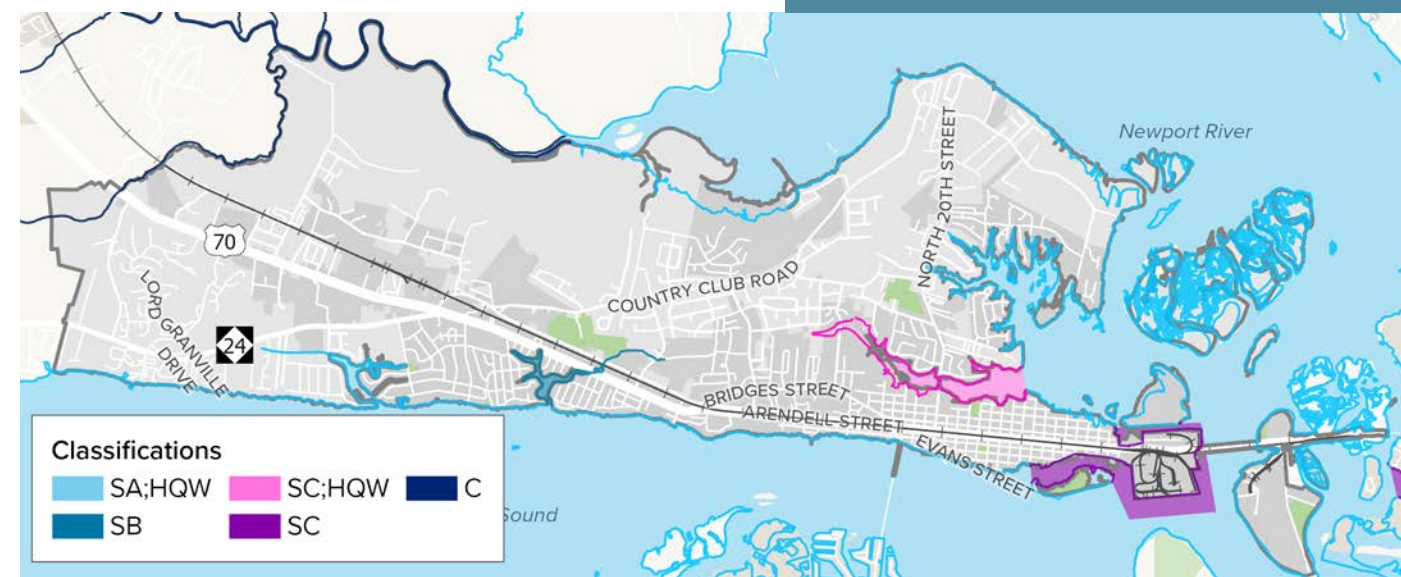 Newport River
NORTH 20TH STREET
70
COUNTRY CLUB ROAD
LORD GRANVILLE
DRIVE
24
BRIDGES STREET
ARENDELL STREET
EVANS STREET
Sound
Classifications
SA;HQW
SC;HQW
C
SB
SC